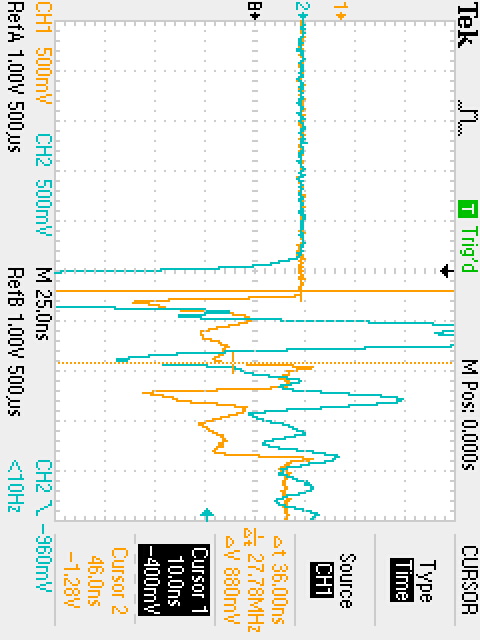 Tek
T Trig'd
M Pos: 0.000s
CURSOR
Type
Time
Source
CH1
Δt 36.00ns
1/Δt 27.78MHz
ΔV 880mV
Cursor 1
10.0ns
-400mV
Cursor 2
46.0ns
-1.28V
1
2
B
CH1 500mV CH2 500mV M 25.0ns CH2 \ -960mV
RefA 1.00V 500µs RefB 1.00V 500µs <10Hz